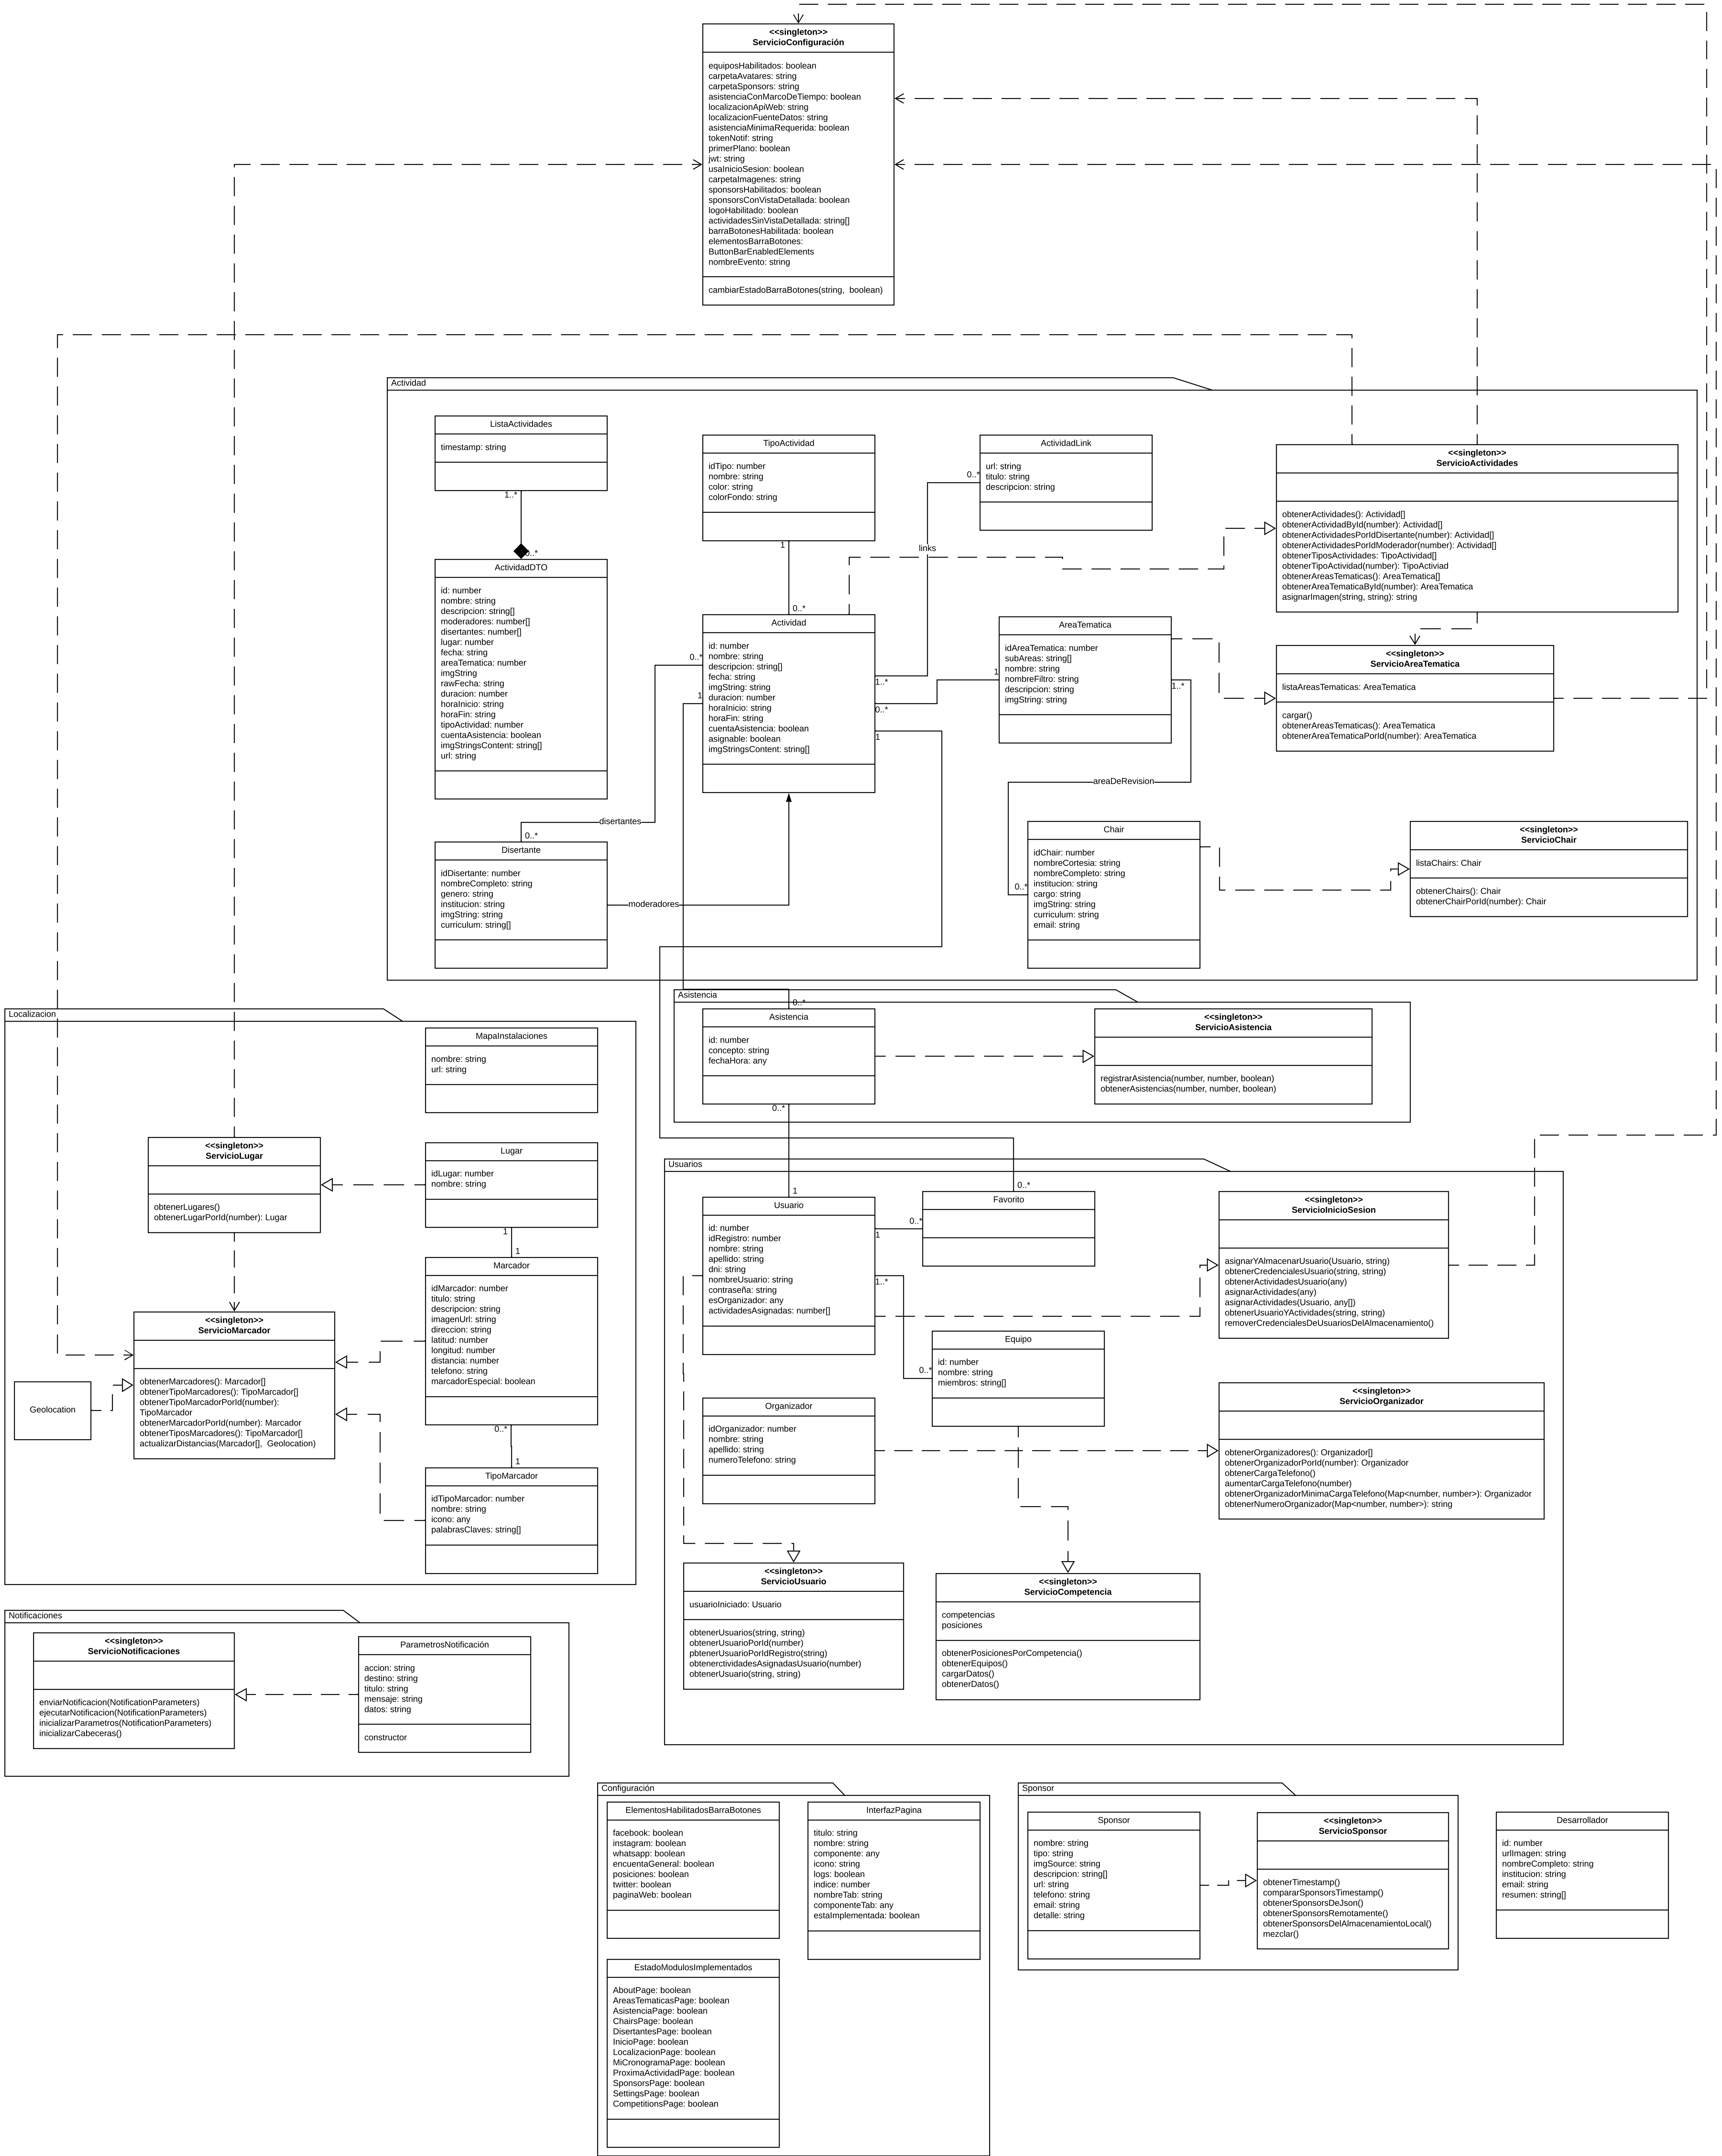 <<singleton>>
ServicioConfiguración
equiposHabilitados: boolean
carpetaAvatares: string
carpetaSponsors: string
asistenciaConMarcoDeTiempo: boolean
localizacionApiWeb: string
localizacionFuenteDatos: string
asistenciaMinimaRequerida: boolean
tokenNotif: string
primerPlano: boolean
jwt: string
usaInicioSesion: boolean
carpetaImagenes: string
sponsorsHabilitados: boolean
sponsorsConVistaDetallada: boolean
logoHabilitado: boolean
actividadesSinVistaDetallada: string[]
barraBotonesHabilitada: boolean
elementosBarraBotones:
ButtonBarEnabledElements
nombreEvento: string
cambiarEstadoBarraBotones(string, boolean)
Actividad
ListaActividades
timestamp: string
1..*
0..*
ActividadDTO
id: number
nombre: string
descripcion: string[]
moderadores: number[]
disertantes: number[]
lugar: number
fecha: string
areaTematica: number
imgString
rawFecha: string
duracion: number
horaInicio: string
horaFin: string
tipoActividad: number
cuentaAsistencia: boolean
imgStringsContent: string[]
url: string
TipoActividad
idTipo: number
nombre: string
color: string
colorFondo: string
1
0..*
ActividadLink
url: string
titulo: string
descripcion: string
0..*
links
<<singleton>>
ServicioActividades
obtenerActividades(): Actividad[]
obtenerActividadById(number): Actividad[]
obtenerActividadesPorIdDisertante(number): Actividad[]
obtenerActividadesPorIdModerador(number): Actividad[]
obtenerTiposActividades: TipoActividad[]
obtenerTipoActividad(number): TipoActiviad
obtenerAreasTematicas(): AreaTematica[]
obtenerAreaTematicaById(number): AreaTematica
asignarImagen(string, string): string
Actividad
id: number
nombre: string
descripcion: string[]
fecha: string
imgString: string
duracion: number
horaInicio: string
horaFin: string
cuentaAsistencia: boolean
asignable: boolean
imgStringsContent: string[]
0..*
1
1..*
0..*
1
1
AreaTematica
idAreaTematica: number
subAreas: string[]
nombre: string
nombreFiltro: string
descripcion: string
imgString: string
1..*
<<singleton>>
ServicioAreaTematica
listaAreasTematicas: AreaTematica
cargar()
obtenerAreasTematicas(): AreaTematica
obtenerAreaTematicaPorId(number): AreaTematica
areaDeRevision
disertantes
0..*
Disertante
idDisertante: number
nombreCompleto: string
genero: string
institucion: string
imgString: string
curriculum: string[]
moderadores
Chair
idChair: number
nombreCortesia: string
nombreCompleto: string
institucion: string
cargo: string
imgString: string
curriculum: string
email: string
0..*
<<singleton>>
ServicioChair
listaChairs: Chair
obtenerChairs(): Chair
obtenerChairPorId(number): Chair
Asistencia
0..*
Asistencia
id: number
concepto: string
fechaHora: any
0..*
<<singleton>>
ServicioAsistencia
registrarAsistencia(number, number, boolean)
obtenerAsistencias(number, number, boolean)
Localizacion
MapaInstalaciones
nombre: string
url: string
<<singleton>>
ServicioLugar
obtenerLugares()
obtenerLugarPorId(number): Lugar
Lugar
idLugar: number
nombre: string
1
1
Marcador
idMarcador: number
titulo: string
descripcion: string
imagenUrl: string
direccion: string
latitud: number
longitud: number
distancia: number
telefono: string
marcadorEspecial: boolean
0..*
1
<<singleton>>
ServicioMarcador
obtenerMarcadores(): Marcador[]
obtenerTipoMarcadores(): TipoMarcador[]
obtenerTipoMarcadorPorId(number):
TipoMarcador
obtenerMarcadorPorId(number): Marcador
obtenerTiposMarcadores(): TipoMarcador[]
actualizarDistancias(Marcador[], Geolocation)
Geolocation
TipoMarcador
idTipoMarcador: number
nombre: string
icono: any
palabrasClaves: string[]
Usuarios
1
Usuario
id: number
idRegistro: number
nombre: string
apellido: string
dni: string
nombreUsuario: string
contraseña: string
esOrganizador: any
actividadesAsignadas: number[]
0..*
1
1..*
0..*
Favorito
<<singleton>>
ServicioInicioSesion
asignarYAlmacenarUsuario(Usuario, string)
obtenerCredencialesUsuario(string, string)
obtenerActividadesUsuario(any)
asignarActividades(any)
asignarActividades(Usuario, any[])
obtenerUsuarioYActividades(string, string)
removerCredencialesDeUsuariosDelAlmacenamiento()
Equipo
id: number
nombre: string
miembros: string[]
0..*
Organizador
idOrganizador: number
nombre: string
apellido: string
numeroTelefono: string
<<singleton>>
ServicioOrganizador
obtenerOrganizadores(): Organizador[]
obtenerOrganizadorPorId(number): Organizador
obtenerCargaTelefono()
aumentarCargaTelefono(number)
obtenerOrganizadorMinimaCargaTelefono(Map<number, number>): Organizador
obtenerNumeroOrganizador(Map<number, number>): string
<<singleton>>
ServicioUsuario
usuarioIniciado: Usuario
obtenerUsuarios(string, string)
obtenerUsuarioPorId(number)
pbtenerUsuarioPorIdRegistro(string)
obtenerctividadesAsignadasUsuario(number)
obtenerUsuario(string, string)
<<singleton>>
ServicioCompetencia
competencias
posiciones
obtenerPosicionesPorCompetencia()
obtenerEquipos()
cargarDatos()
obtenerDatos()
Notificaciones
<<singleton>>
ServicioNotificaciones
enviarNotificacion(NotificationParameters)
ejecutarNotificacion(NotificationParameters)
inicializarParametros(NotificationParameters)
inicializarCabeceras()
ParametrosNotificación
accion: string
destino: string
titulo: string
mensaje: string
datos: string
constructor
Configuración
ElementosHabilitadosBarraBotones
facebook: boolean
instagram: boolean
whatsapp: boolean
encuentaGeneral: boolean
posiciones: boolean
twitter: boolean
paginaWeb: boolean
InterfazPagina
titulo: string
nombre: string
componente: any
icono: string
logs: boolean
indice: number
nombreTab: string
componenteTab: any
estaImplementada: boolean
EstadoModulosImplementados
AboutPage: boolean
AreasTematicasPage: boolean
AsistenciaPage: boolean
ChairsPage: boolean
DisertantesPage: boolean
InicioPage: boolean
LocalizacionPage: boolean
MiCronogramaPage: boolean
ProximaActividadPage: boolean
SponsorsPage: boolean
SettingsPage: boolean
CompetitionsPage: boolean
Sponsor
Sponsor
nombre: string
tipo: string
imgSource: string
descripcion: string[]
url: string
telefono: string
email: string
detalle: string
<<singleton>>
ServicioSponsor
obtenerTimestamp()
compararSponsorsTimestamp()
obtenerSponsorsDeJson()
obtenerSponsorsRemotamente()
obtenerSponsorsDelAlmacenamientoLocal()
mezclar()
Desarrollador
id: number
urlImagen: string
nombreCompleto: string
institucion: string
email: string
resumen: string[]